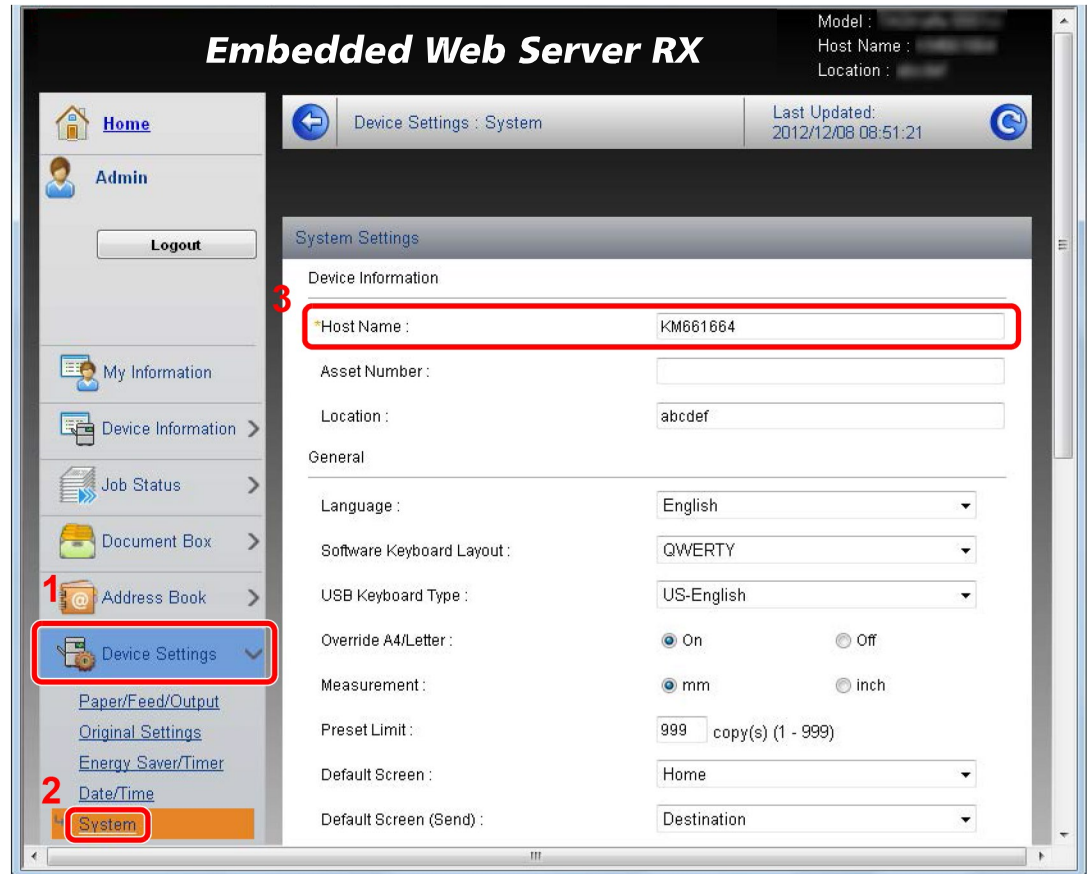 Embedded Web Server RX
Model :
Host Name :
Location :
Home
Admin
Logout
My Information
Device Information
Job Status
Document Box
1
Address Book
Device Settings
Paper/Feed/Output
Original Settings
Energy Saver/Timer
Date/Time
2
System
Device Settings : System
Last Updated:
2012/12/08 08:51:21
System Settings
Device Information
3
*Host Name : KM661664
Asset Number :
Location : abcdef
General
Language : English
Software Keyboard Layout : QWERTY
USB Keyboard Type : US-English
Override A4/Letter : On Off
Measurement : mm inch
Preset Limit : 999 copy(s) (1 - 999)
Default Screen : Home
Default Screen (Send) : Destination